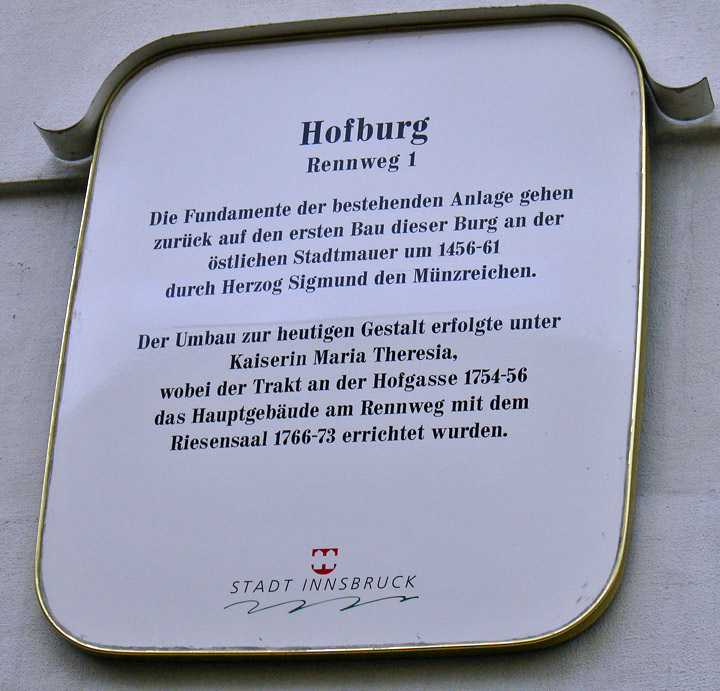 Hofburg
Rennweg 1
Die Fundamente der bestehenden Anlage gehen
zurück auf den ersten Bau dieser Burg an der
östlichen Stadtmauer um 1456-61
durch Herzog Sigmund den Münzreichen.
Der Umbau zur heutigen Gestalt erfolgte unter
Kaiserin Maria Theresia,
wobei der Trakt an der Hofgasse 1754-56
das Hauptgebäude am Rennweg mit dem
Riesensaal 1766-73 errichtet wurden.
STADT INNSBRUCK